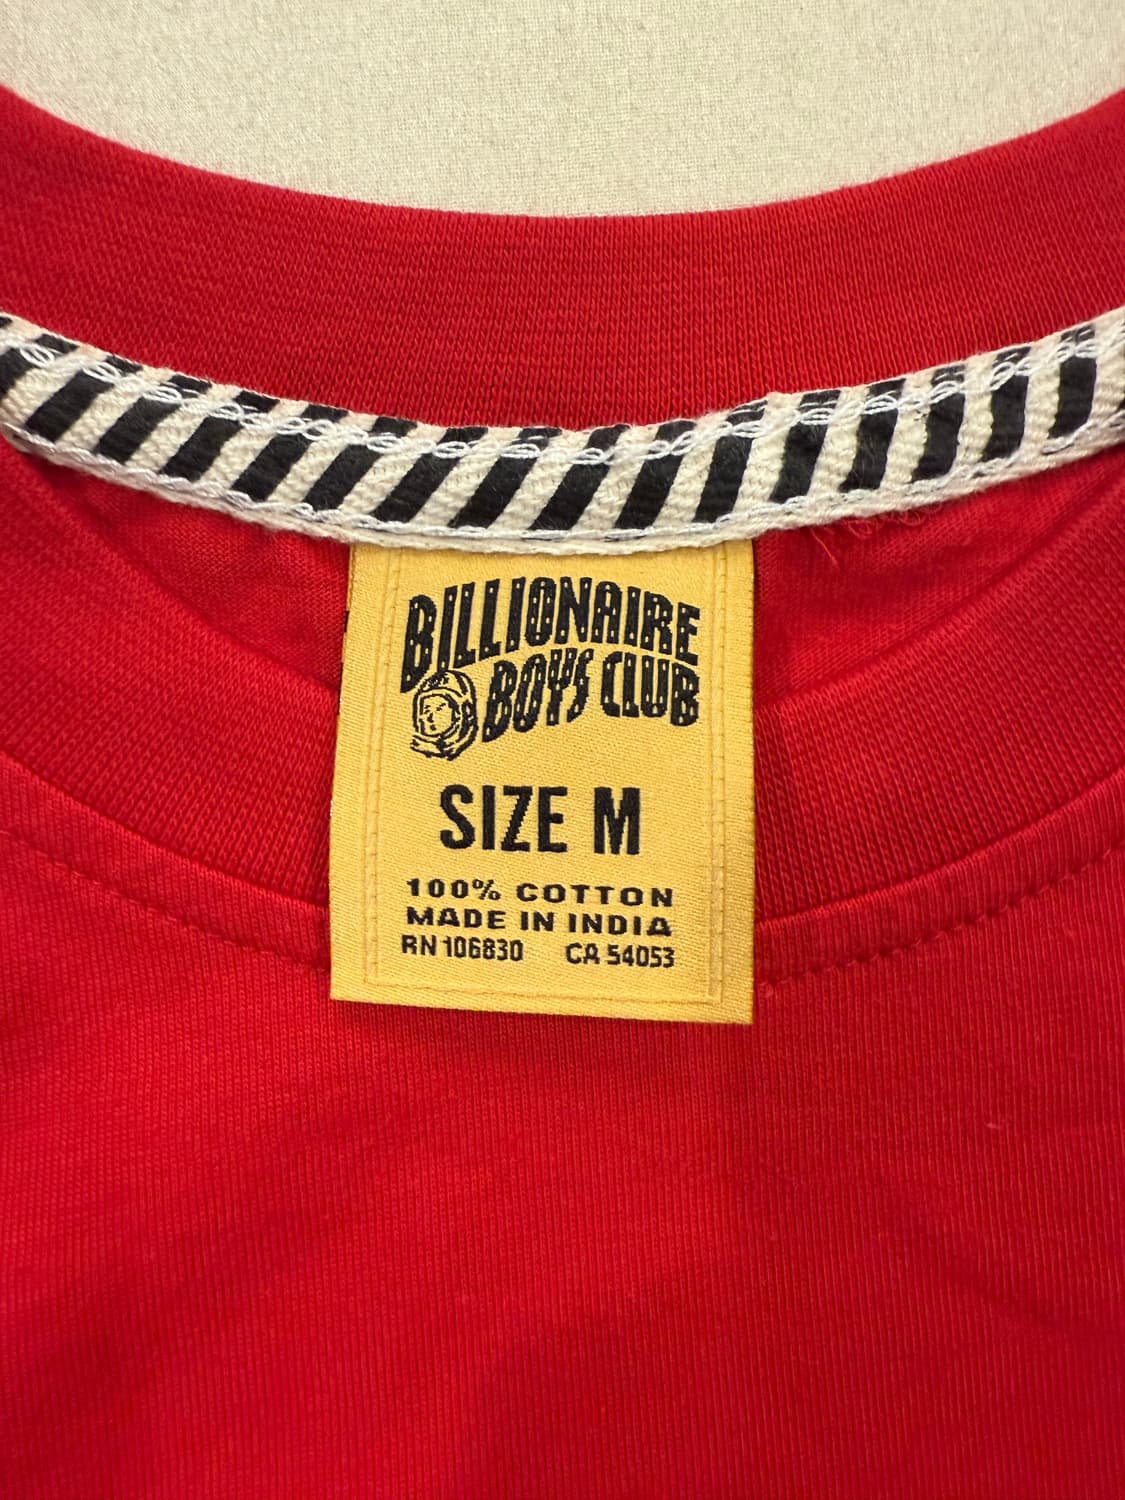 BILLIONAIRE
BOYS CLUB
SIZE M
100% COTTON
MADE IN INDIA
RN 106830 CA 54053